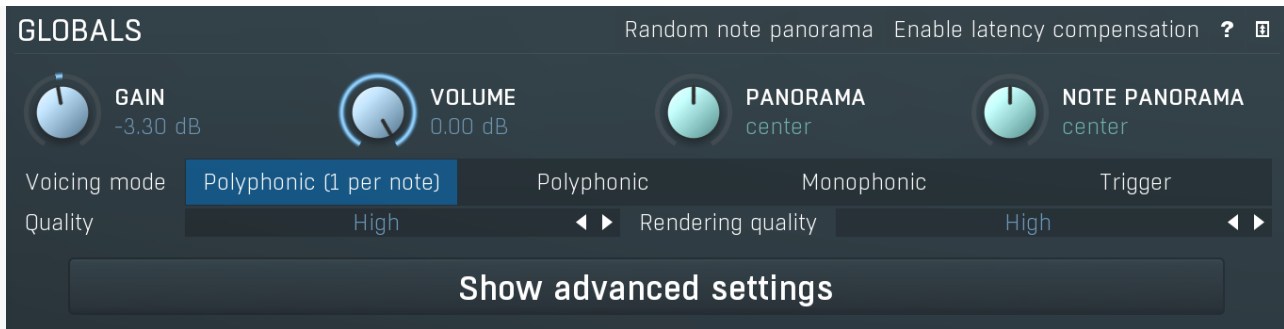 GLOBALS Random note panorama Enable latency compensation ?
GAIN VOLUME PANORAMA NOTE PANORAMA
-3.30 dB 0.00 dB center center
Voicing mode Polyphonic (1 per note) Polyphonic Monophonic Trigger
Quality High Rendering quality High
Show advanced settings